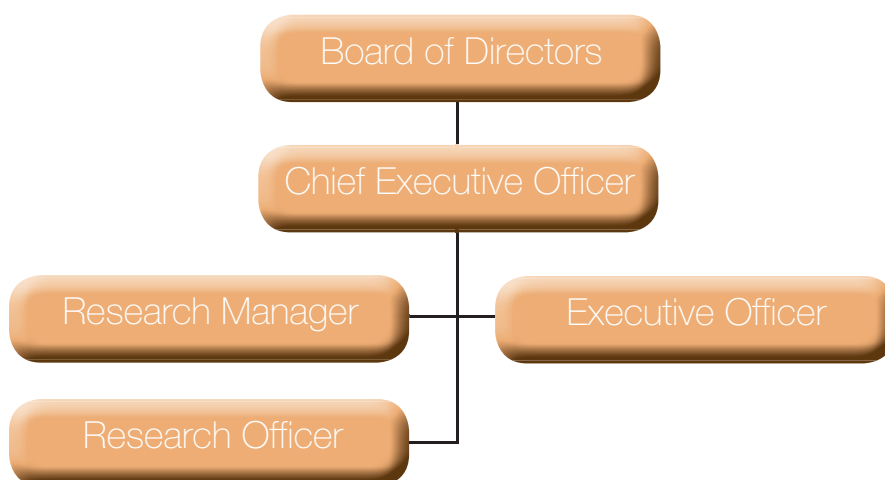 Board of Directors
Chief Executive Officer
Research Manager
Executive Officer
Research Officer